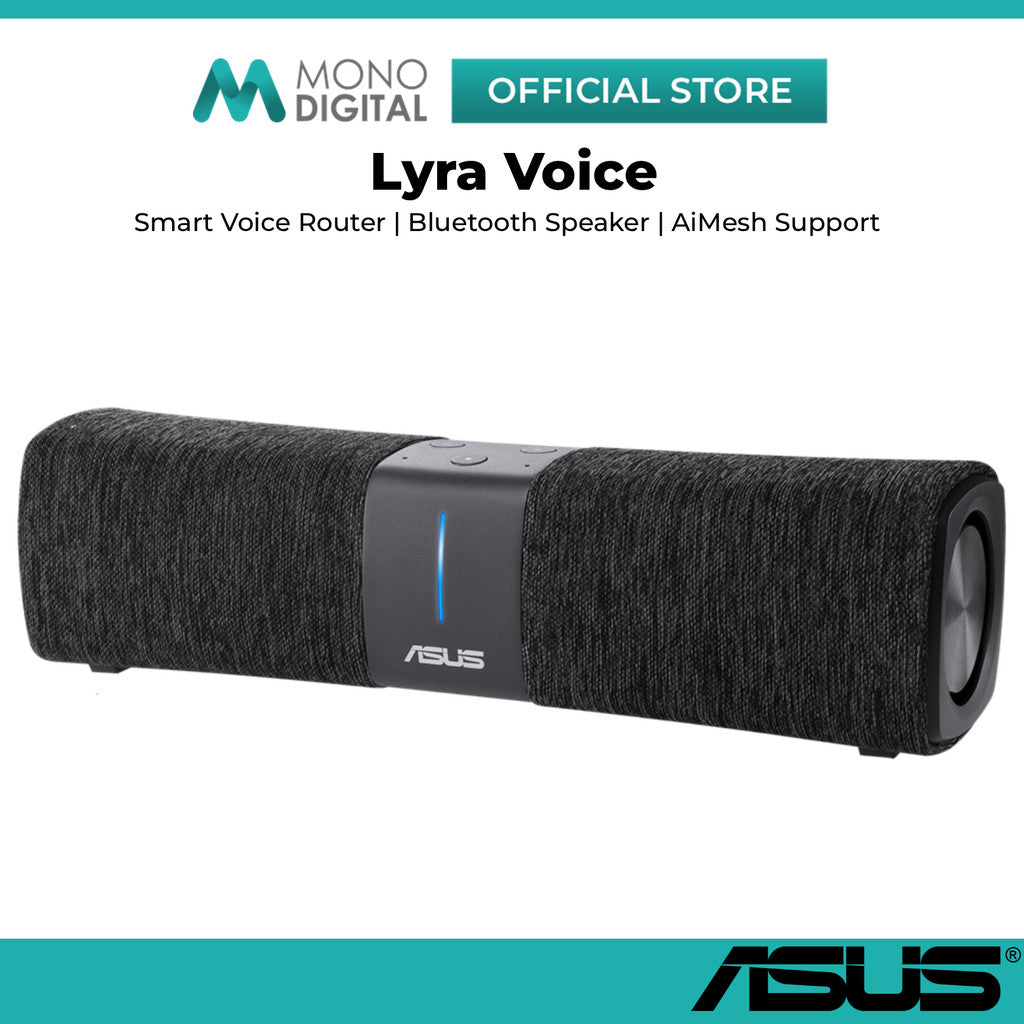 MONO
DIGITAL
OFFICIAL STORE
Lyra Voice
Smart Voice Router | Bluetooth Speaker | AiMesh Support
ASUS
ASUS®